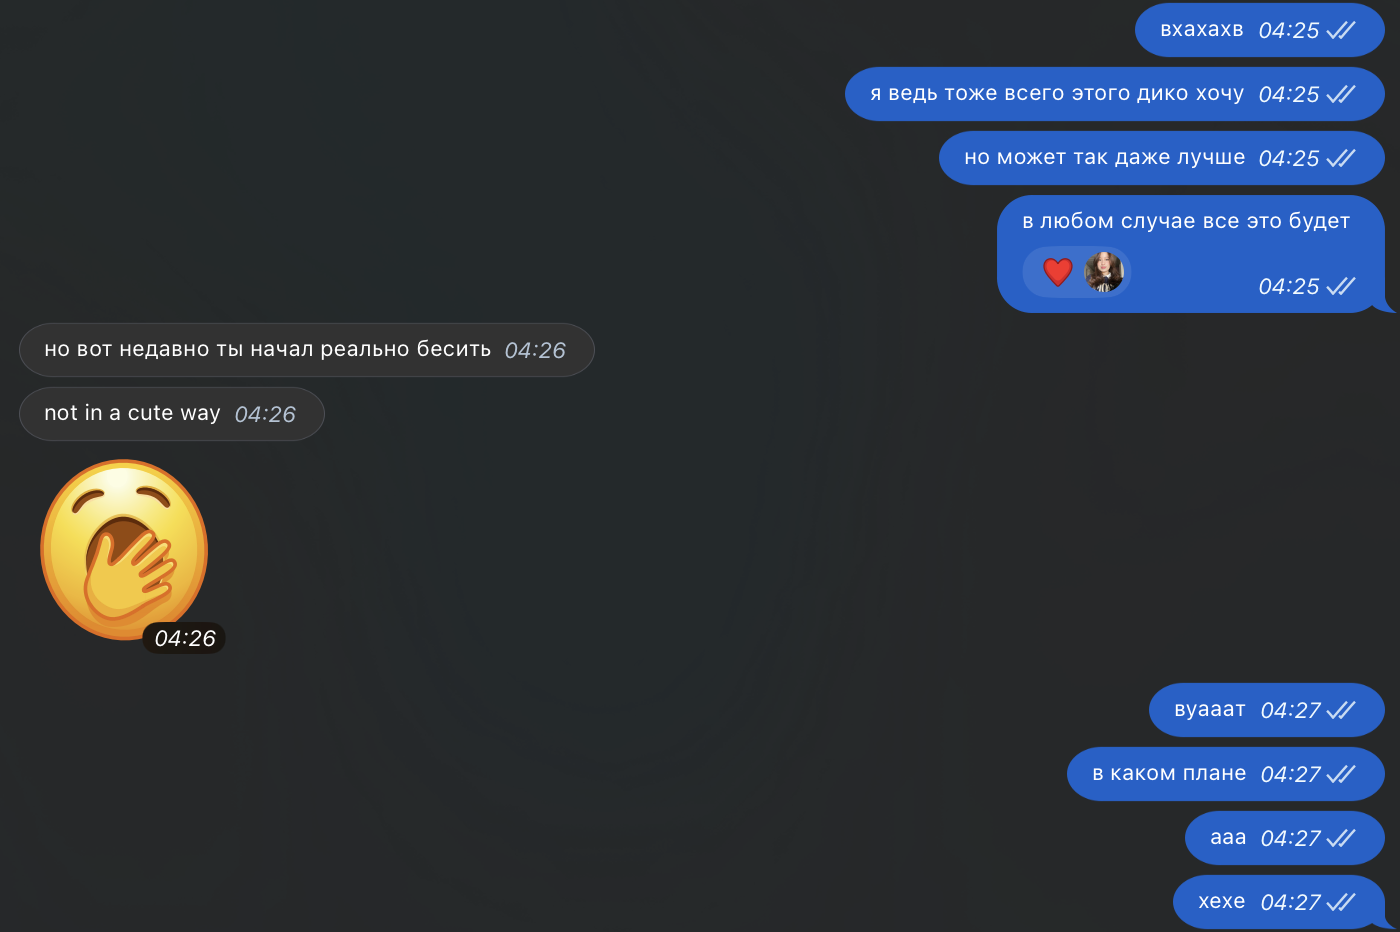 вхахахв 04:25
я ведь тоже всего этого дико хочу 04:25
но может так даже лучше 04:25
в любом случае все это будет
04:25
но вот недавно ты начал реально бесить 04:26
not in a cute way 04:26
04:26
вуааат 04:27
в каком плане 04:27
ааа 04:27
хехе 04:27